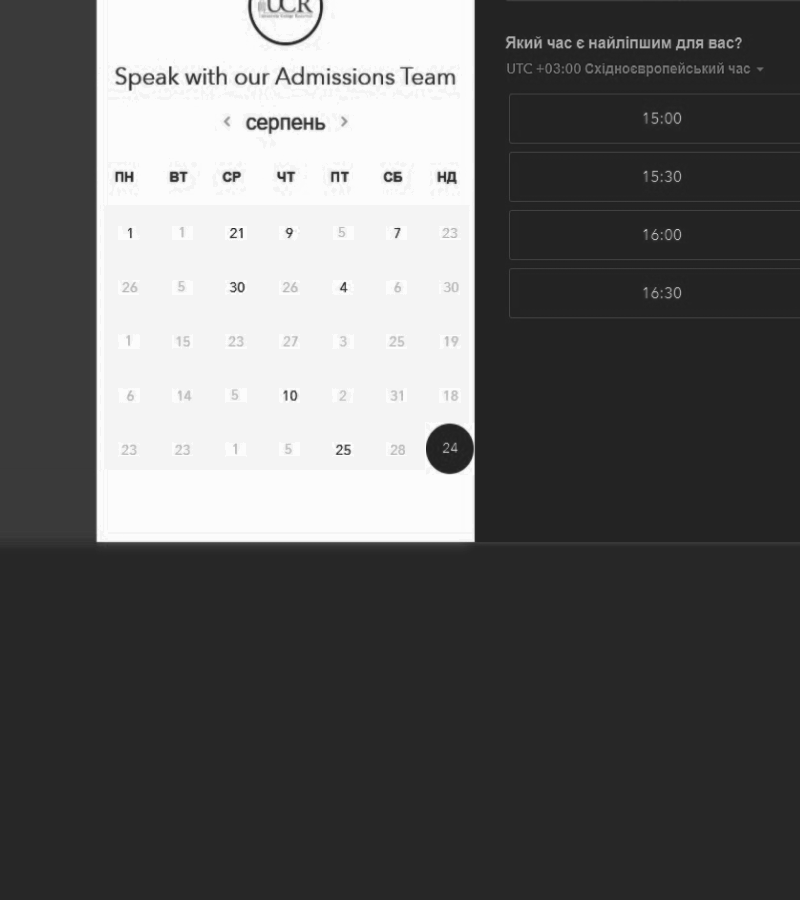 UCR
Speak with our Admissions Team
серпень
ПН ВТ СР ЧТ ПТ СБ НД
1 1 21 9 5 7 23
26 5 30 26 4 6 30
1 15 23 27 3 25 19
6 14 5 10 2 31 18
23 23 1 5 25 28 24
Який час є найліпшим для вас?
UTC +03:00 Східноєвропейський час
15:00
15:30
16:00
16:30